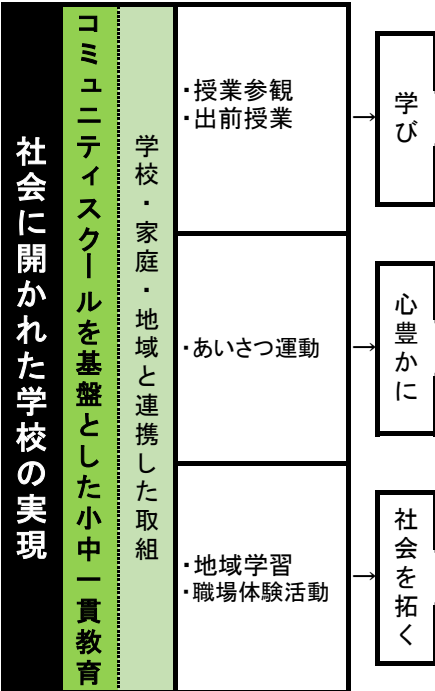 社会に開かれた学校の実現
コミュニティスクールを基盤とした小中一貫教育
学校・家庭・地域と連携した取組
・授業参観
・出前授業
→
学び
・あいさつ運動
→
心豊かに
・地域学習
・職場体験活動
→
社会を拓く